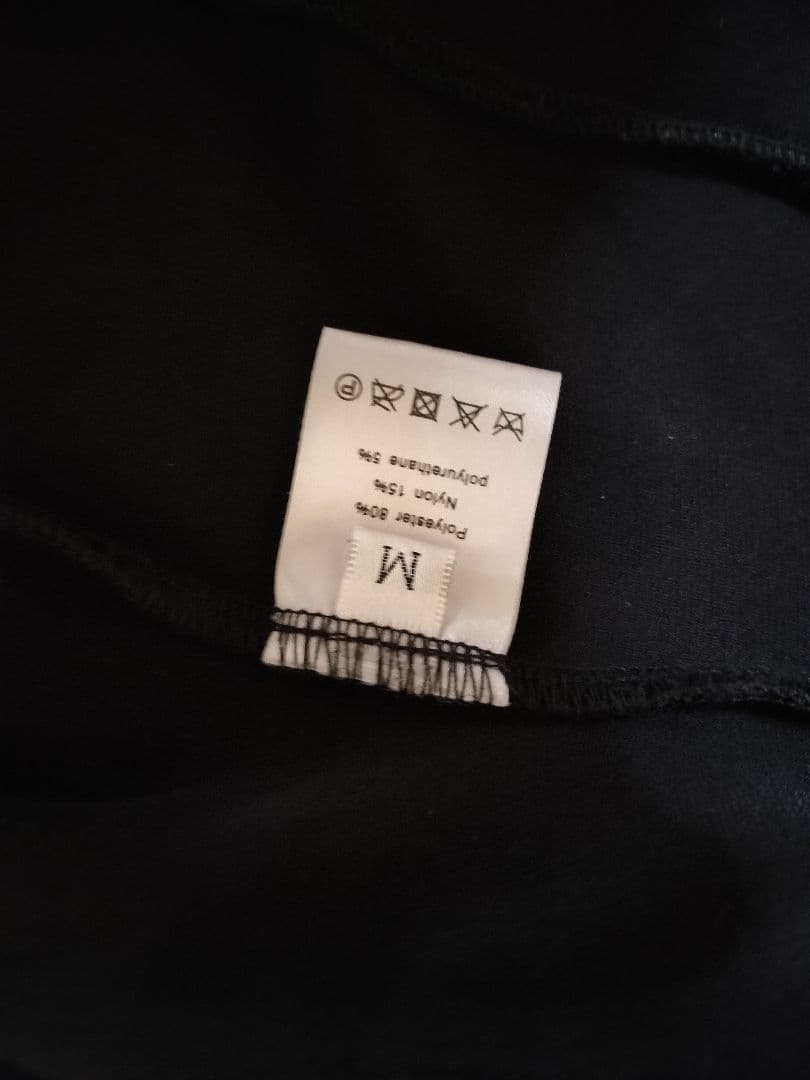 M
Polyester 80%
Nylon 15%
polyurethane 5%
P